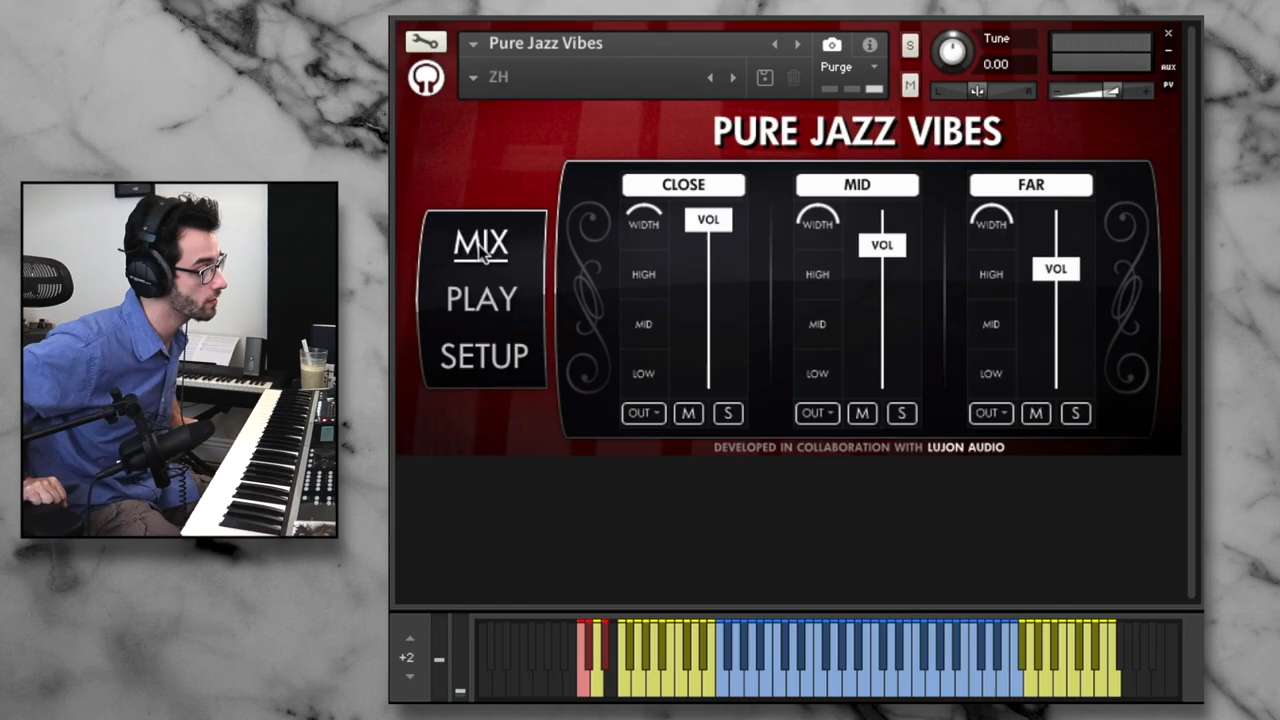 Pure Jazz Vibes
ZH
Purge
S
M
Tune
0.00
L
R
AUX
PV
PURE JAZZ VIBES
MIX
PLAY
SETUP
CLOSE
WIDTH
VOL
HIGH
MID
LOW
OUT
M
S
MID
WIDTH
VOL
HIGH
MID
LOW
OUT
M
S
FAR
WIDTH
VOL
HIGH
MID
LOW
OUT
M
S
DEVELOPED IN COLLABORATION WITH LUJON AUDIO
+2